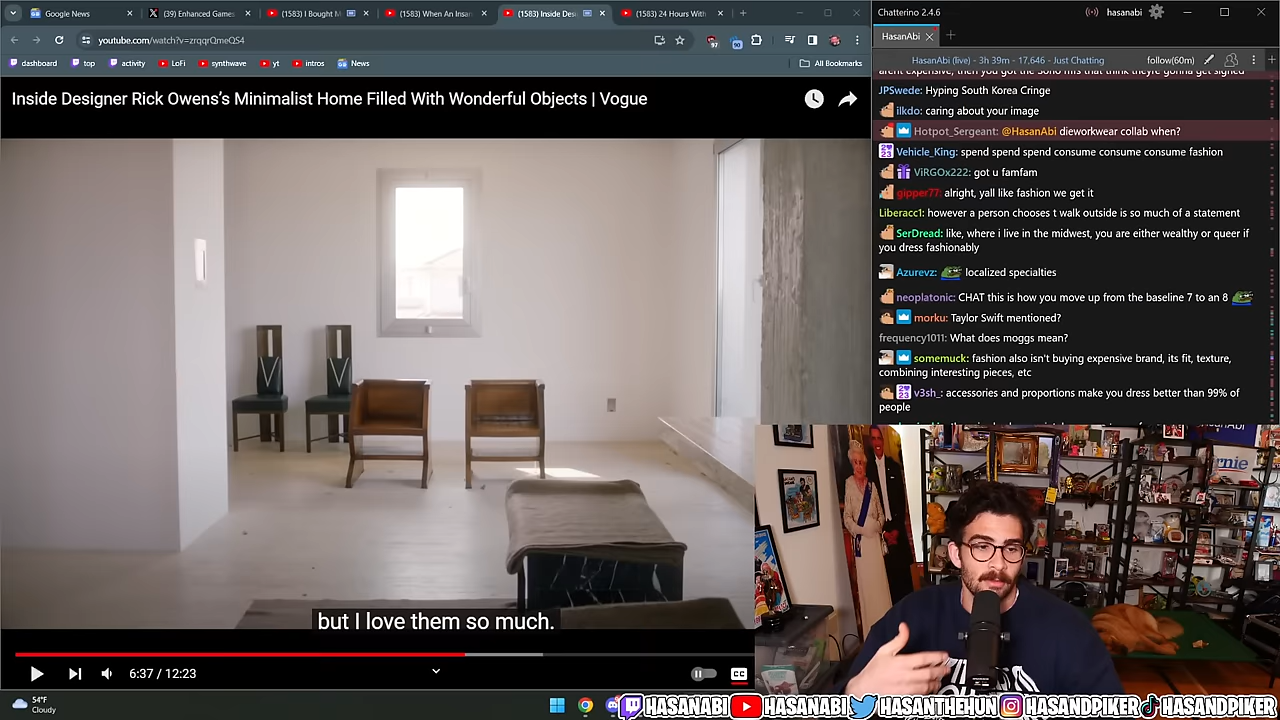 Google News
(39) Enhanced Games
(1583) I Bought M
(1583) When An Insan
(1583) Inside Desi
(1583) 24 Hours With
youtube.com/watch?v=zrqqrQmeQS4
97
90
dashboard
top
activity
LoFi
synthwave
yt
intros
News
All Bookmarks
Inside Designer Rick Owens's Minimalist Home Filled With Wonderful Objects | Vogue
but I love them so much.
6:37 / 12:23
CC
54°F
Cloudy
Chatterino 2.4.6
hasanabi
HasanAbi
HasanAbi (live) - 3h 39m - 17,646 - Just Chatting
follow(60m)
JPSwede: Hyping South Korea Cringe
ilkdo: caring about your image
Hotpot_Sergeant: @HasanAbi dieworkwear collab when?
Vehicle_King: spend spend spend consume consume consume fashion
ViRGOx222: got u famfam
gipper77: alright, yall like fashion we get it
Liberacc1: however a person chooses t walk outside is so much of a statement
SerDread: like, where i live in the midwest, you are either wealthy or queer if
you dress fashionably
Azurevz: localized specialties
neoplatonic: CHAT this is how you move up from the baseline 7 to an 8
morku: Taylor Swift mentioned?
frequency1011: What does moggs mean?
somemuck: fashion also isn't buying expensive brand, its fit, texture,
combining interesting pieces, etc
v3sh_: accessories and proportions make you dress better than 99% of
people
ernie
HASANABI
HASANABI
HASANTHEHUN
HASANDPIKER
HASANDPIKER